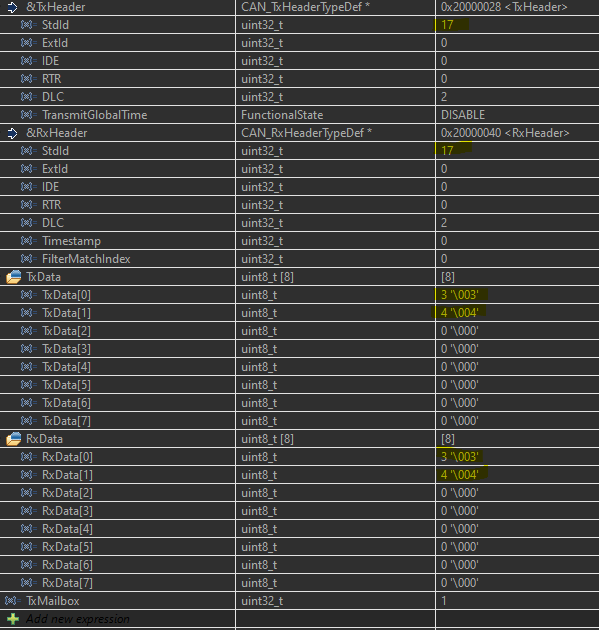 &TxHeader CAN_TxHeaderTypeDef * 0x20000028 <TxHeader>
StdId uint32_t 17
ExtId uint32_t 0
IDE uint32_t 0
RTR uint32_t 0
DLC uint32_t 2
TransmitGlobalTime FunctionalState DISABLE
&RxHeader CAN_RxHeaderTypeDef * 0x20000040 <RxHeader>
StdId uint32_t 17
ExtId uint32_t 0
IDE uint32_t 0
RTR uint32_t 0
DLC uint32_t 2
Timestamp uint32_t 0
FilterMatchIndex uint32_t 0
TxData uint8_t [8] [8]
TxData[0] uint8_t 3 '\003'
TxData[1] uint8_t 4 '\004'
TxData[2] uint8_t 0 '\000'
TxData[3] uint8_t 0 '\000'
TxData[4] uint8_t 0 '\000'
TxData[5] uint8_t 0 '\000'
TxData[6] uint8_t 0 '\000'
TxData[7] uint8_t 0 '\000'
RxData uint8_t [8] [8]
RxData[0] uint8_t 3 '\003'
RxData[1] uint8_t 4 '\004'
RxData[2] uint8_t 0 '\000'
RxData[3] uint8_t 0 '\000'
RxData[4] uint8_t 0 '\000'
RxData[5] uint8_t 0 '\000'
RxData[6] uint8_t 0 '\000'
RxData[7] uint8_t 0 '\000'
TxMailbox uint32_t 1
Add new expression